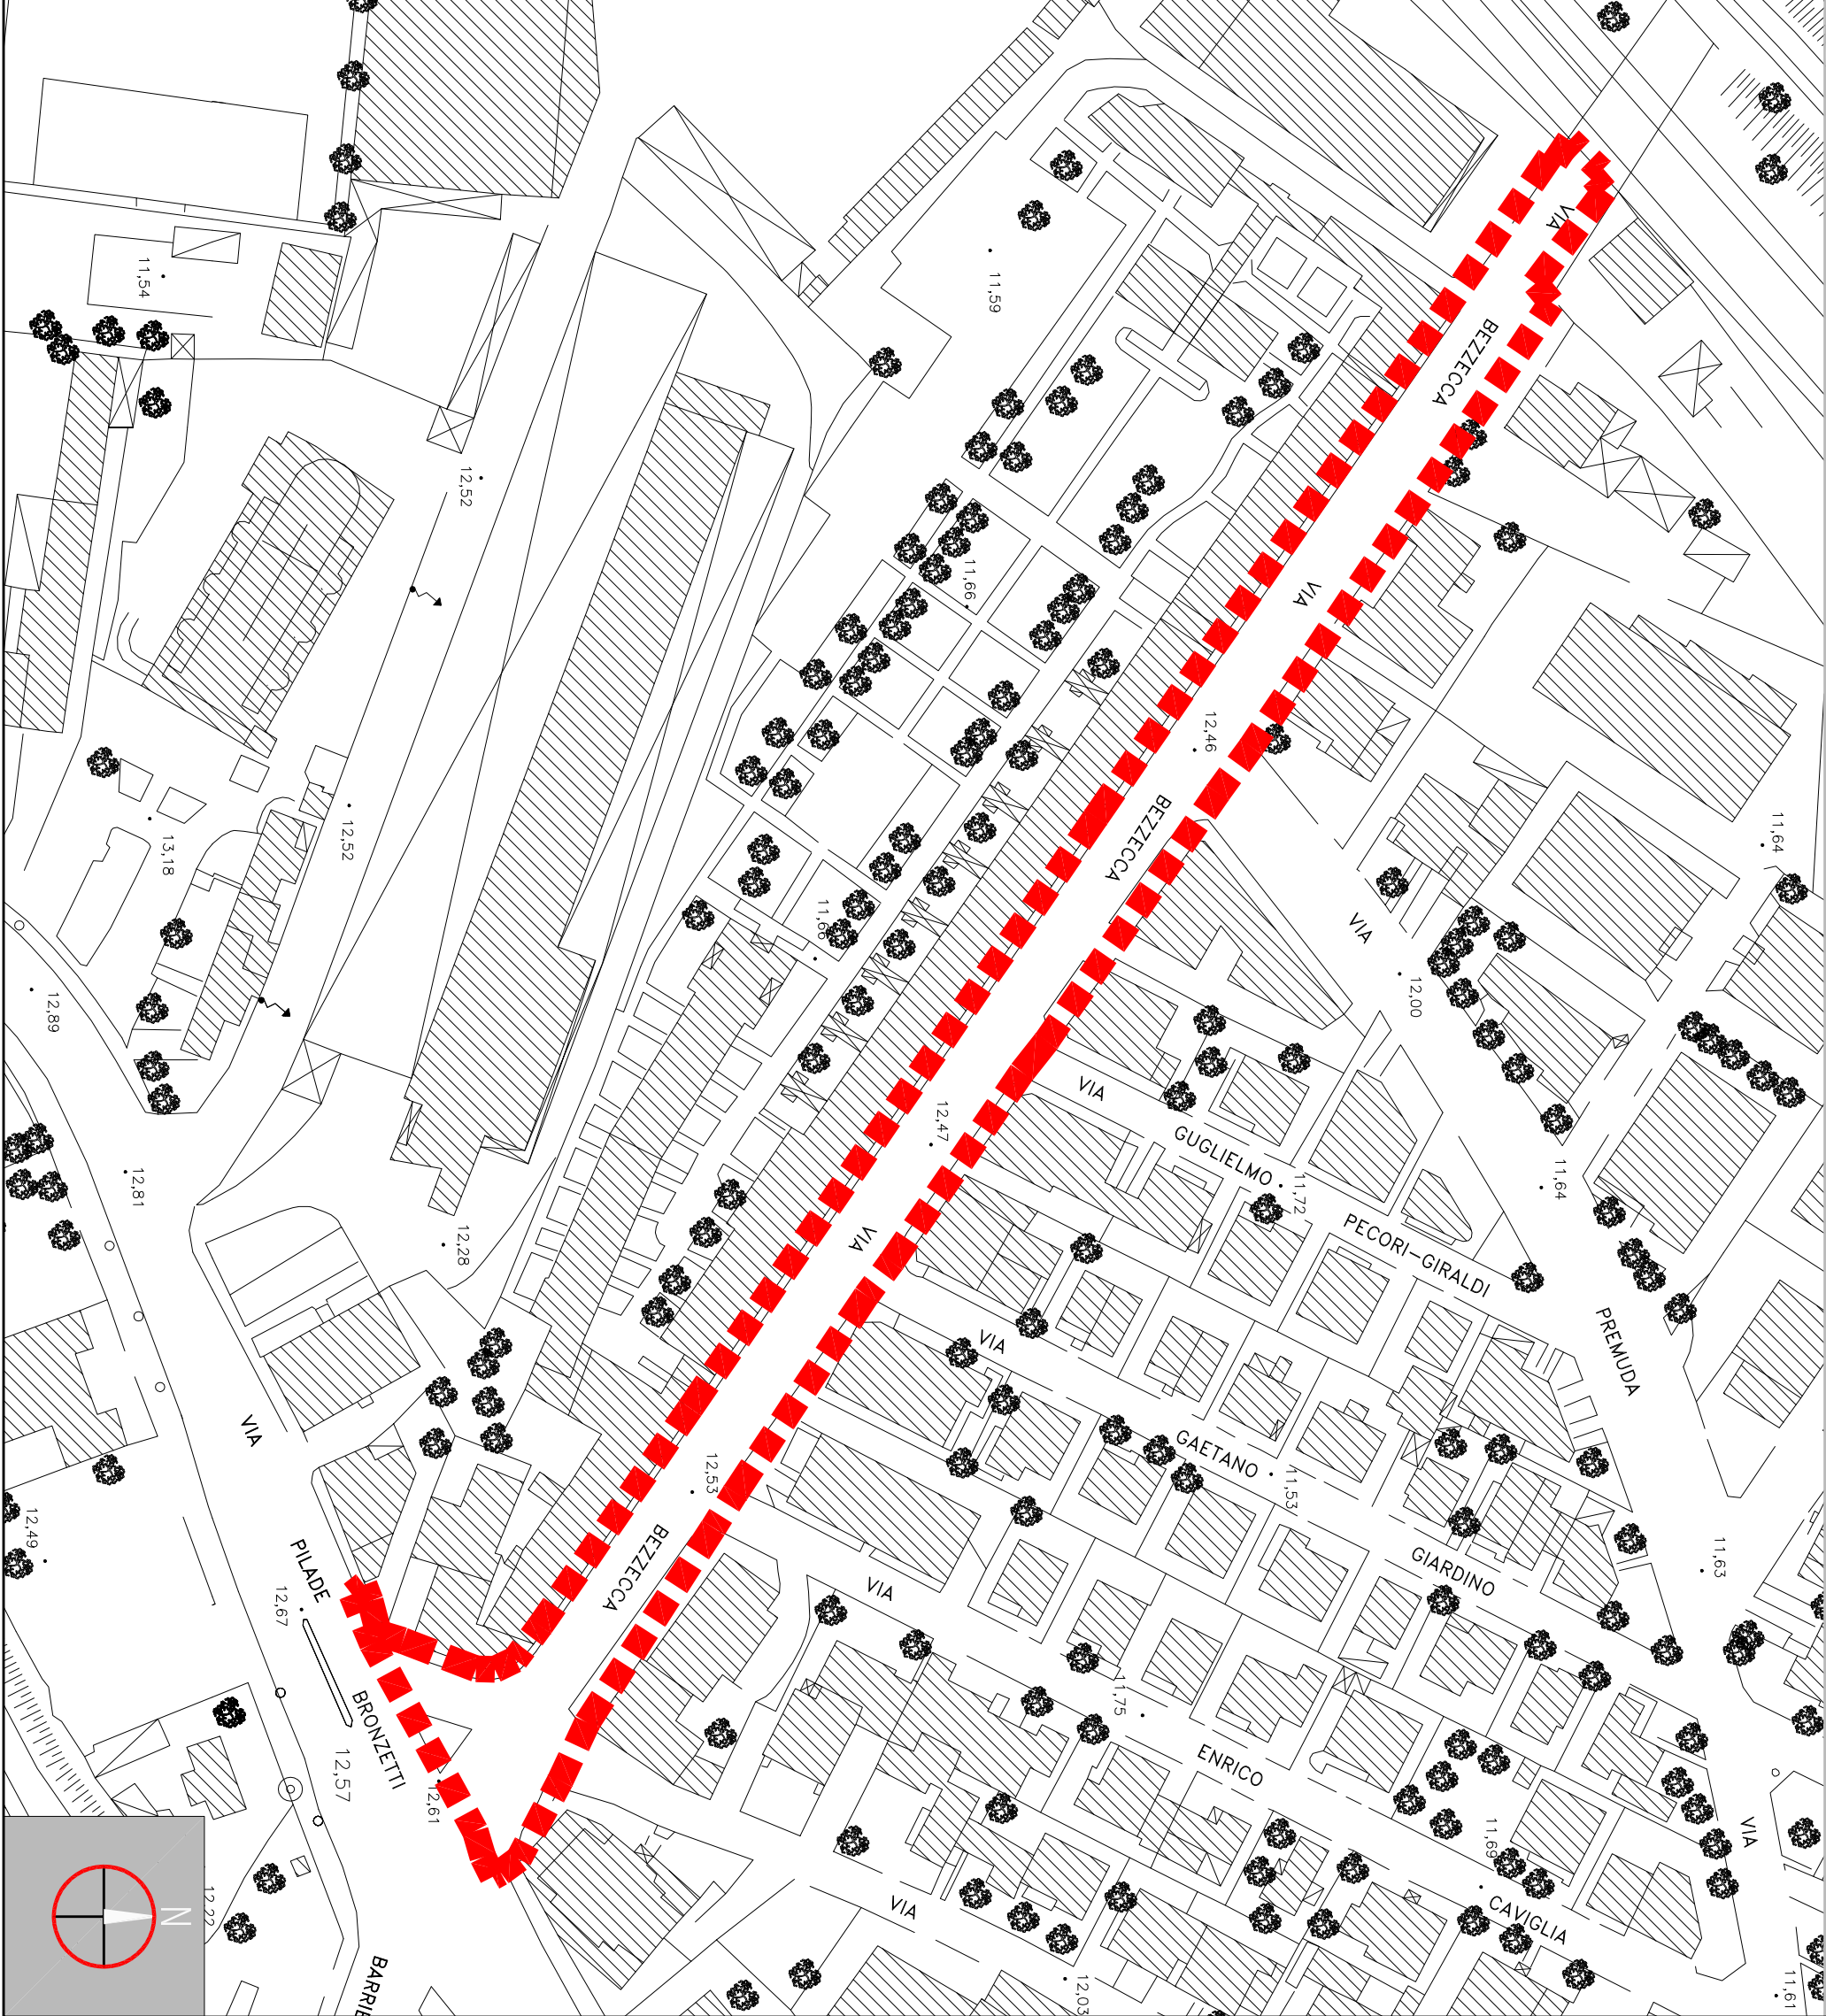 VIA
BEZZECCA
11,54
11,59
12,52
VIA
11,66
12,46
BEZZECCA
11,64
12,52
13,18
11,66
VIA
12,00
12,89
VIA
12,47
GUGLIELMO
11,72
11,64
12,81
12,28
VIA
PECORI-GIRALDI
VIA
PREMUDA
VIA
GAETANO
12,53
11,53
12,49
BEZZECCA
GIARDINO
11,63
PILADE
12,67
VIA
11,75
BRONZETTI
12,57
12,61
ENRICO
11,69
VIA
VIA
CAVIGLIA
12,22
N
BARRIE
12,03
11,61